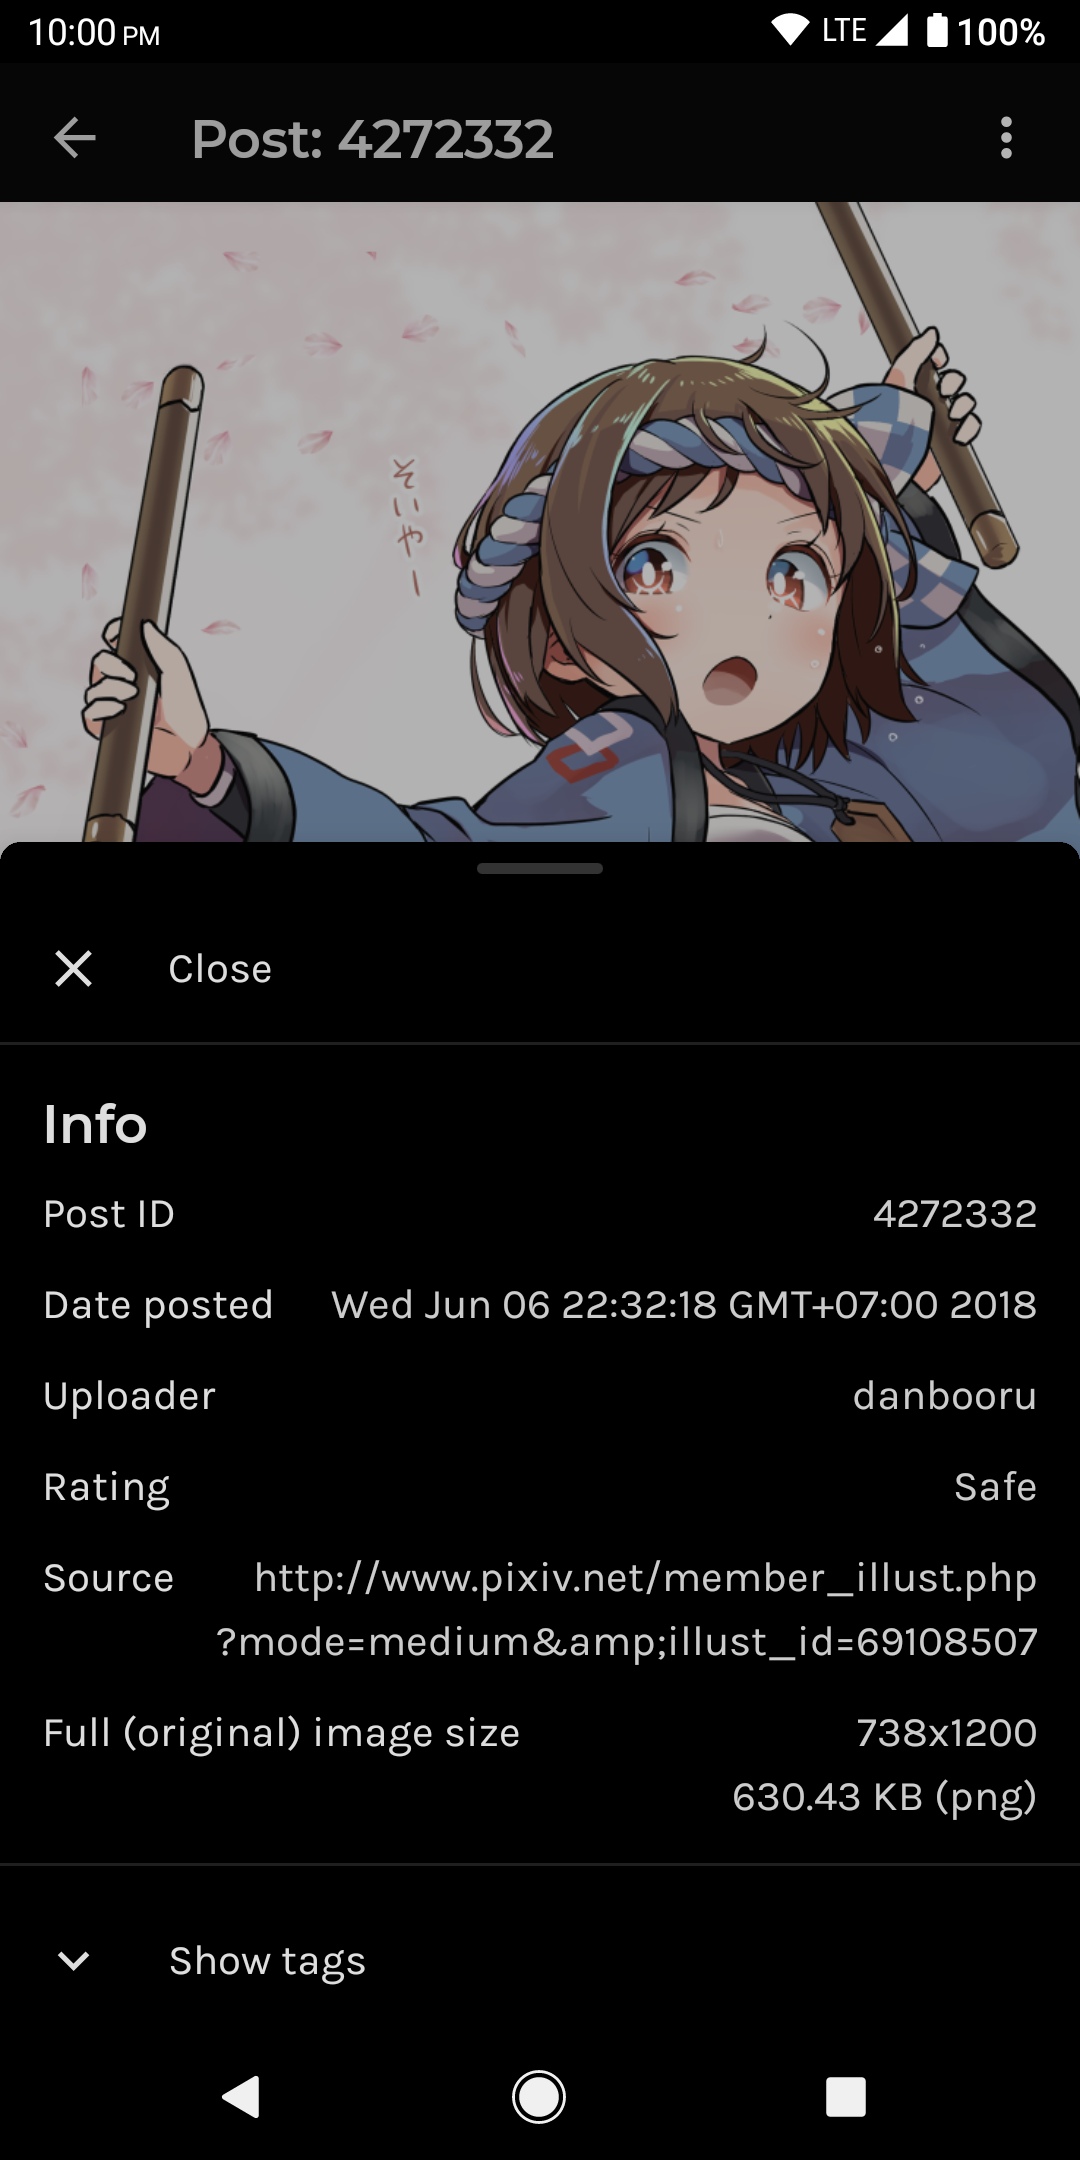 10:00 PM
LTE
100%
Post: 4272332
そいやー
Close
Info
Post ID
4272332
Date posted
Wed Jun 06 22:32:18 GMT+07:00 2018
Uploader
danbooru
Rating
Safe
Source
http://www.pixiv.net/member_illust.php
?mode=medium&amp;illust_id=69108507
Full (original) image size
738x1200
630.43 KB (png)
Show tags